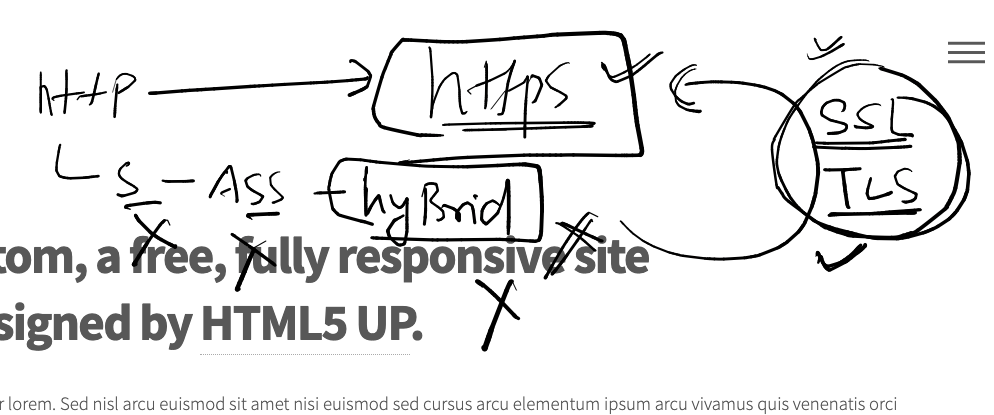 http https SSL
TLS
L S - ASS + hyBrid
tom, a free, fully responsive site
signed by HTML5 UP.
r lorem. Sed nisl arcu euismod sit amet nisi euismod sed cursus arcu elementum ipsum arcu vivamus quis venenatis orci